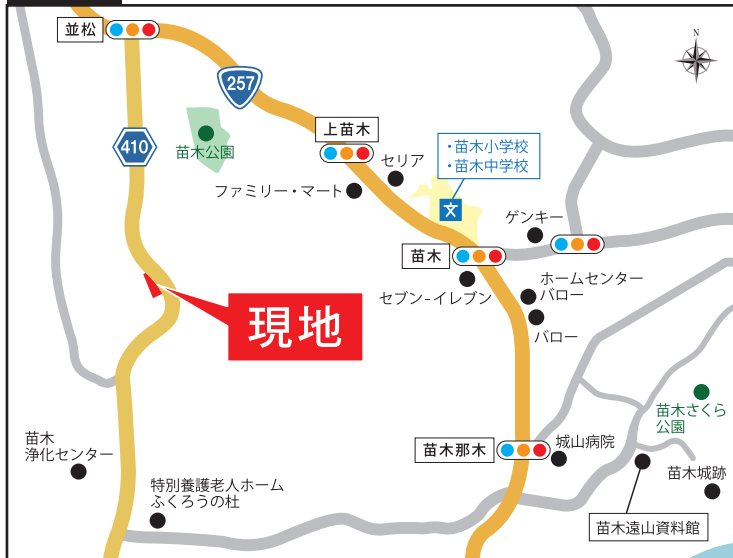 並松
N
257
410
苗木公園
上苗木
セリア
ファミリー・マート
・苗木小学校
・苗木中学校
文
ゲンキー
苗木
セブン-イレブン
ホームセンター
バロー
バロー
現地
苗木さくら
公園
苗木
浄化センター
苗木那木
城山病院
苗木城跡
特別養護老人ホーム
ふくろうの杜
苗木遠山資料館